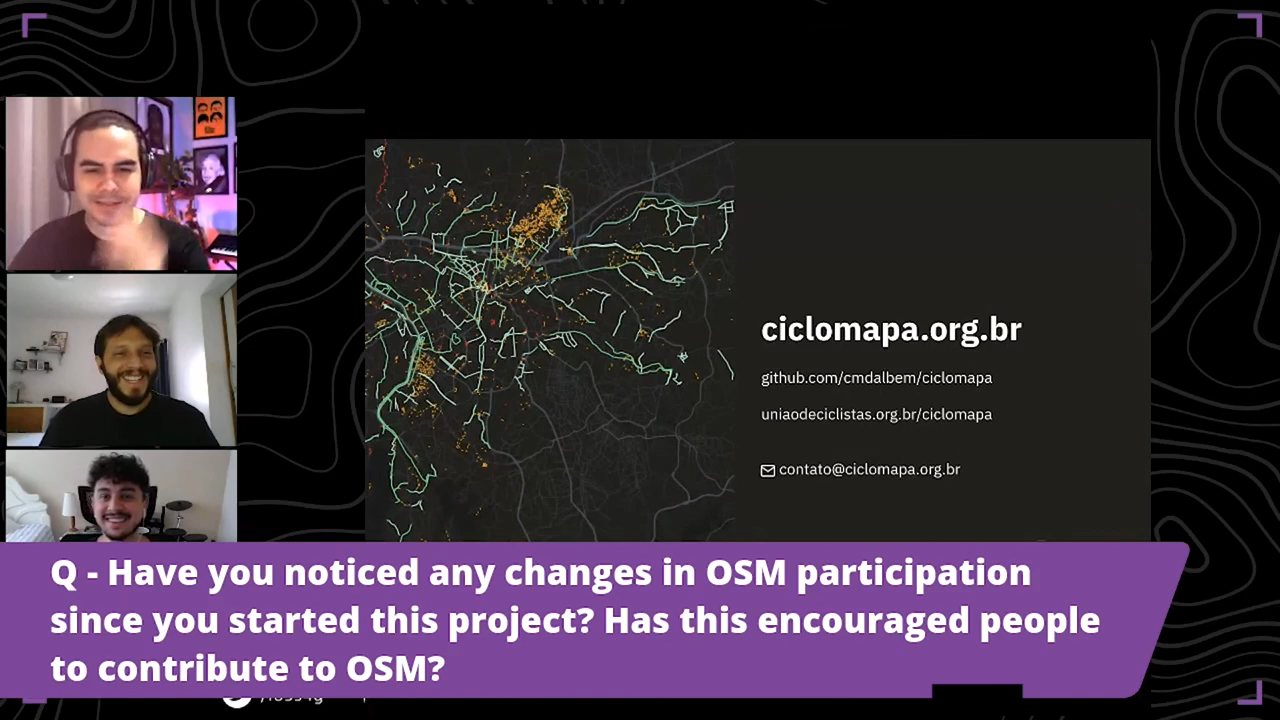 ciclomapa.org.br
github.com/cmdalbem/ciclomapa
uniaodeciclistas.org.br/ciclomapa
contato@ciclomapa.org.br
Q - Have you noticed any changes in OSM participation
since you started this project? Has this encouraged people
to contribute to OSM?